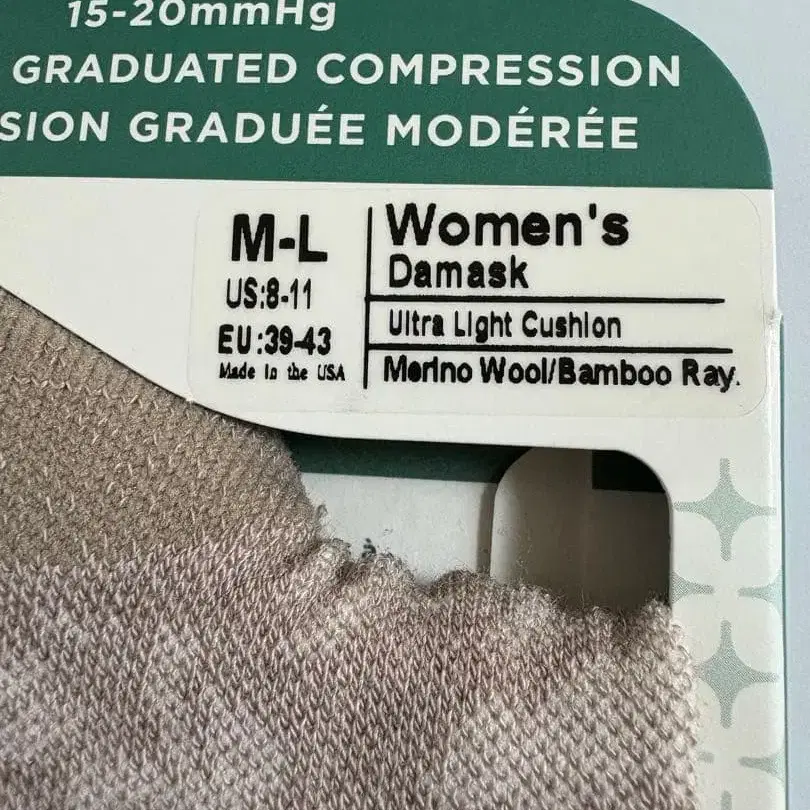 15-20mmHg
GRADUATED COMPRESSION
SION GRADUÉE MODÉRÉE
M-L
US:8-11
EU:39-43
Made in the USA
Women's
Damask
Ultra Light Cushion
Merino Wool/Bamboo Ray.